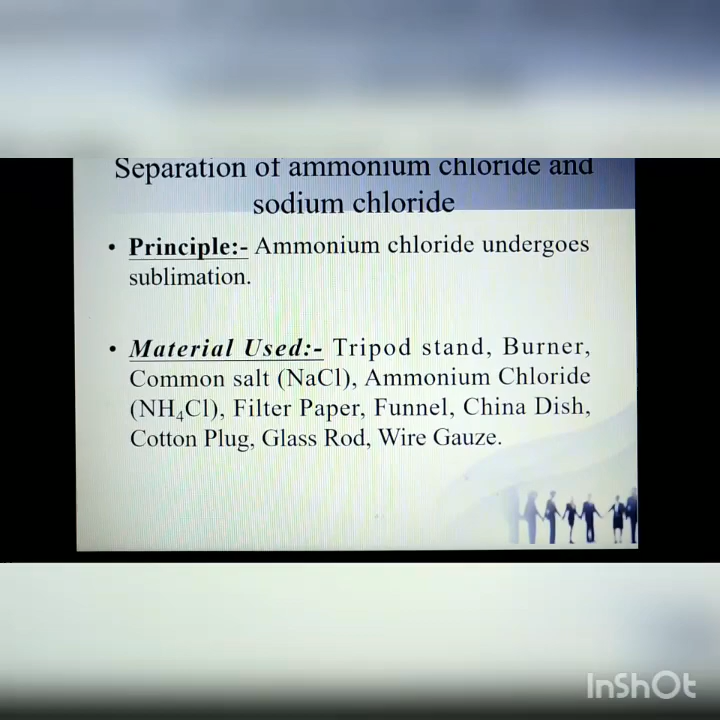 Separation of ammonium chloride and
sodium chloride
• Principle:- Ammonium chloride undergoes
sublimation.
• Material Used:- Tripod stand, Burner,
Common salt (NaCl), Ammonium Chloride
(NH₄Cl), Filter Paper, Funnel, China Dish,
Cotton Plug, Glass Rod, Wire Gauze.
InShOt